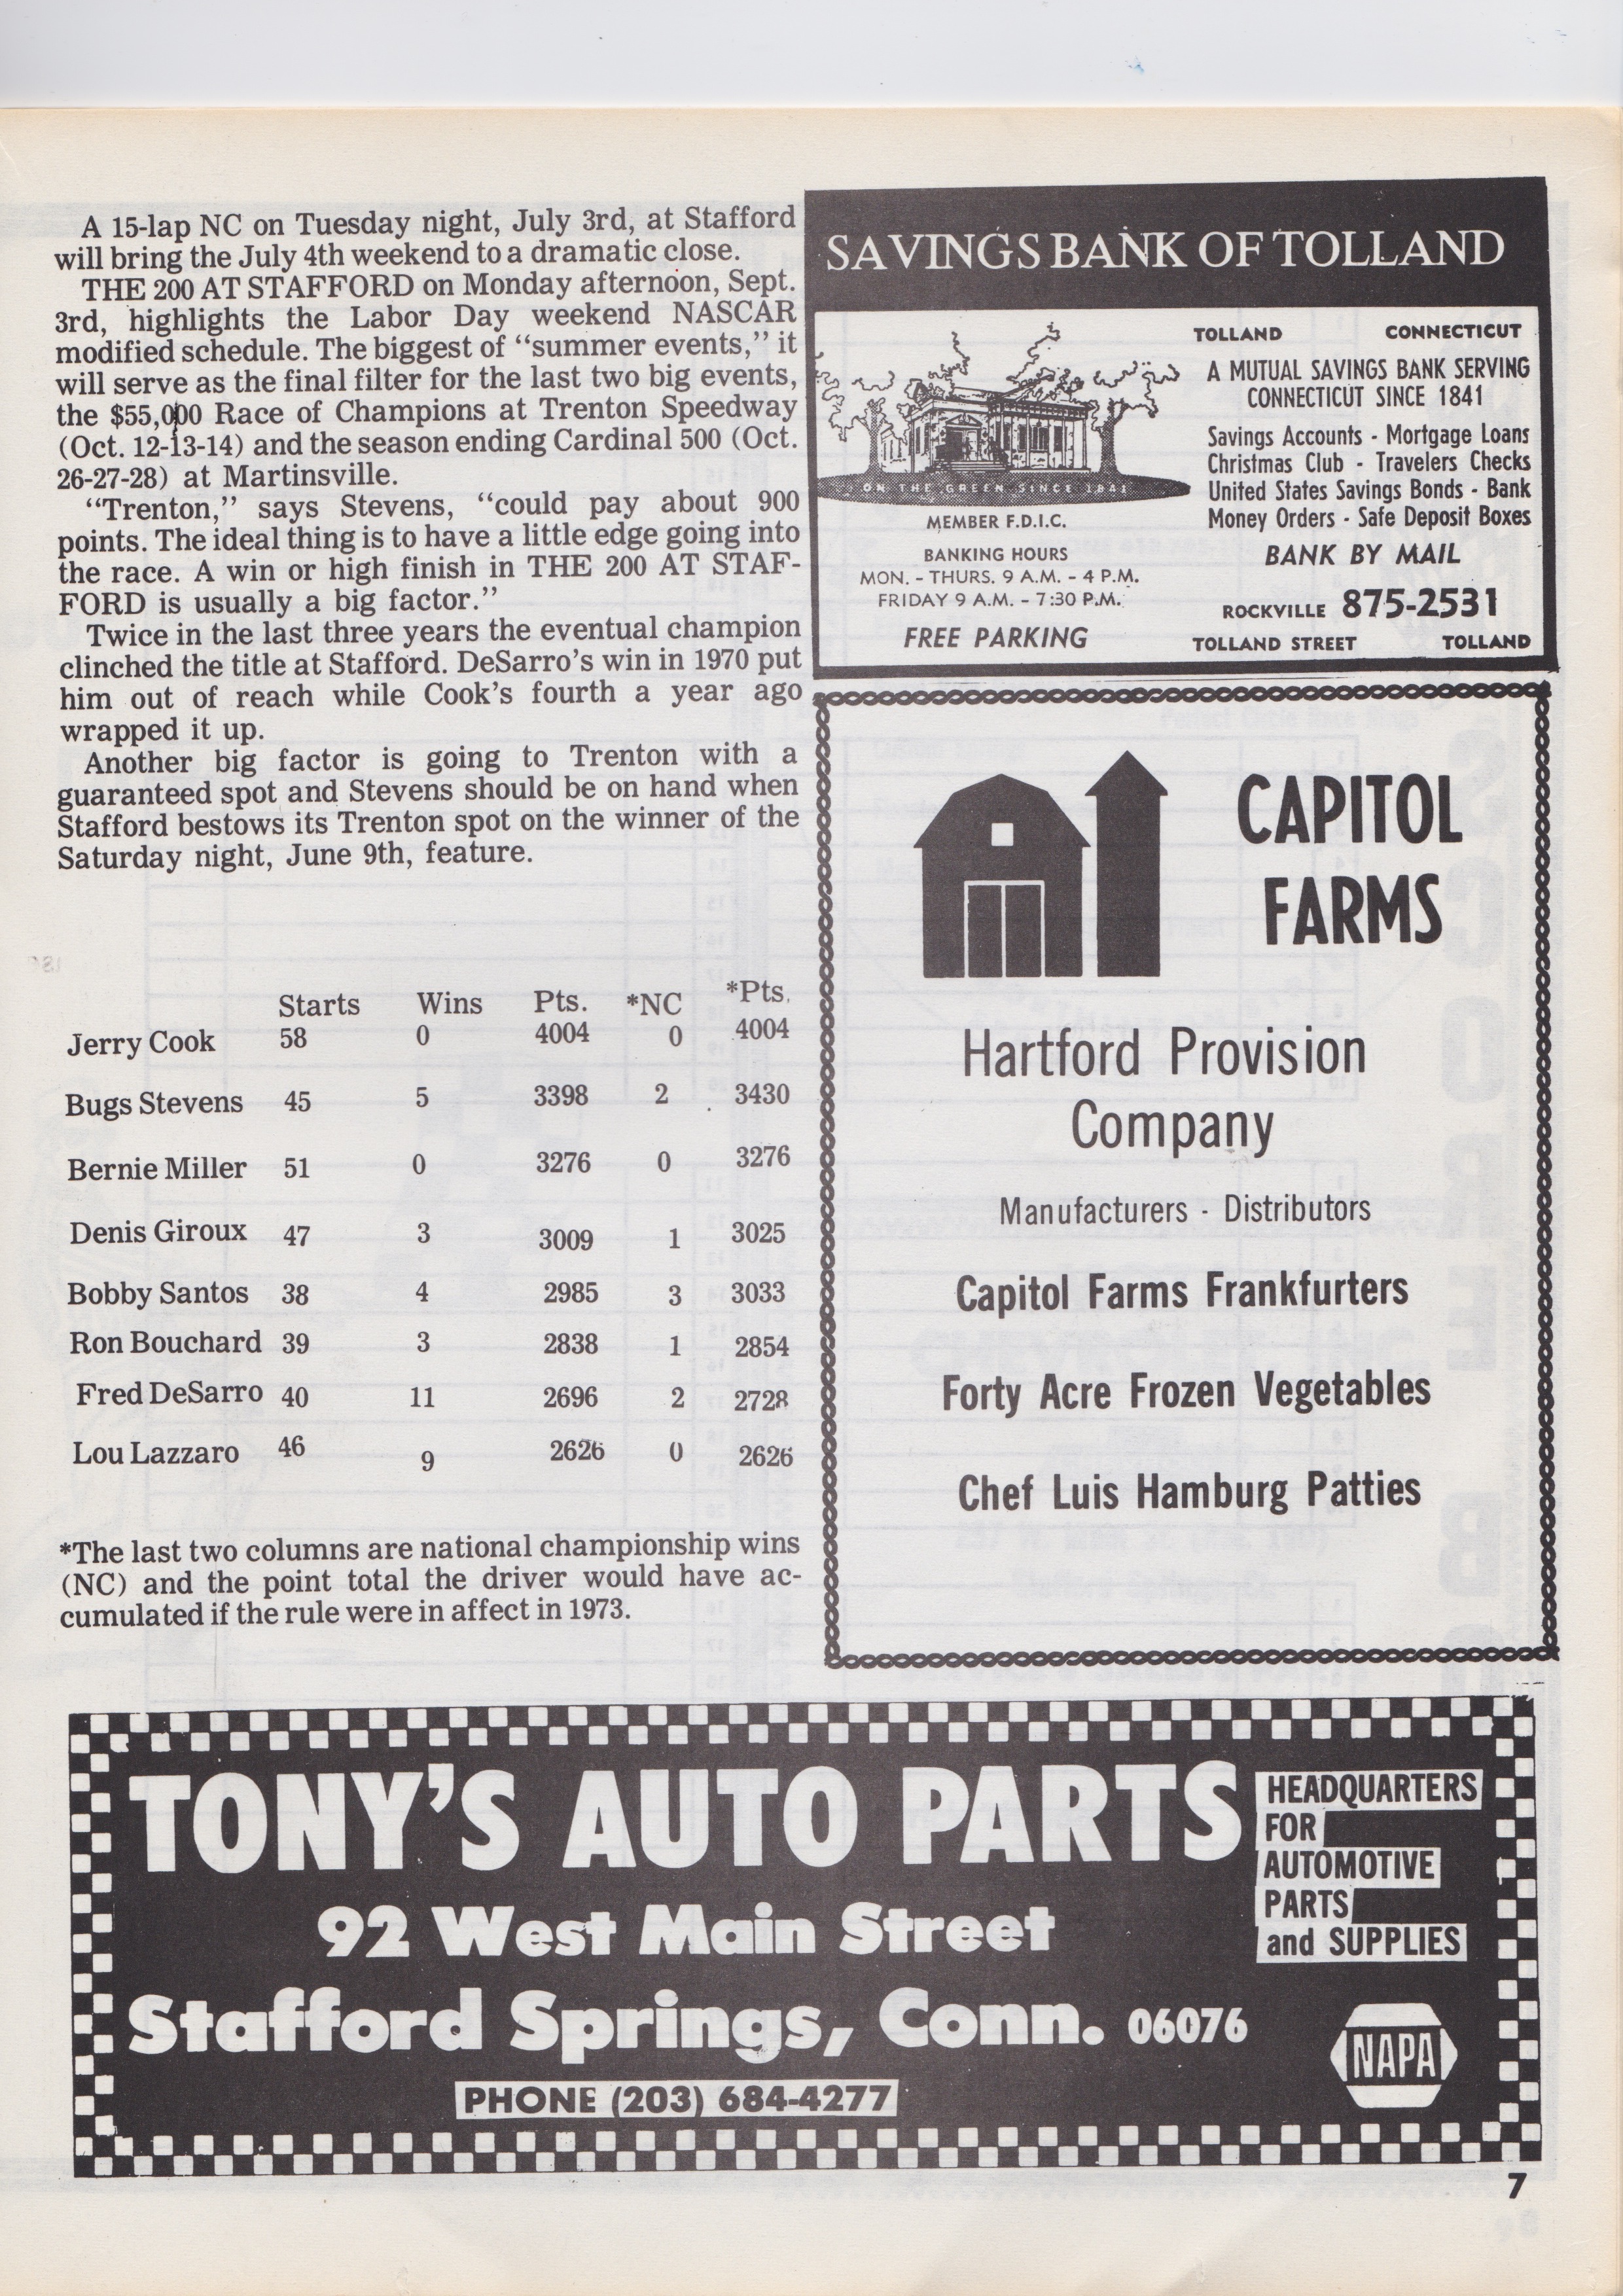 A 15-lap NC on Tuesday night, July 3rd, at Stafford
will bring the July 4th weekend to a dramatic close.
THE 200 AT STAFFORD on Monday afternoon, Sept.
3rd, highlights the Labor Day weekend NASCAR
modified schedule. The biggest of "summer events," it
will serve as the final filter for the last two big events,
the $55,000 Race of Champions at Trenton Speedway
(Oct. 12-13-14) and the season ending Cardinal 500 (Oct.
26-27-28) at Martinsville.
"Trenton," says Stevens, "could pay about 900
points. The ideal thing is to have a little edge going into
the race. A win or high finish in THE 200 AT STAF-
FORD is usually a big factor."
Twice in the last three years the eventual champion
clinched the title at Stafford. DeSarro's win in 1970 put
him out of reach while Cook's fourth a year ago
wrapped it up.
Another big factor is going to Trenton with a
guaranteed spot and Stevens should be on hand when
Stafford bestows its Trenton spot on the winner of the
Saturday night, June 9th, feature.
Starts Wins Pts. *NC *Pts.
Jerry Cook 58 0 4004 0 4004
Bugs Stevens 45 5 3398 2 3430
Bernie Miller 51 0 3276 0 3276
Denis Giroux 47 3 3009 1 3025
Bobby Santos 38 4 2985 3 3033
Ron Bouchard 39 3 2838 1 2854
Fred DeSarro 40 11 2696 2 2728
Lou Lazzaro 46 9 2626 0 2626
*The last two columns are national championship wins
(NC) and the point total the driver would have ac-
cumulated if the rule were in affect in 1973.
SAVINGS BANK OF TOLLAND
ON THE GREEN SINCE 1841
MEMBER F.D.I.C.
BANKING HOURS
MON. - THURS. 9 A.M. - 4 P.M.
FRIDAY 9 A.M. - 7:30 P.M.
FREE PARKING
TOLLAND CONNECTICUT
A MUTUAL SAVINGS BANK SERVING
CONNECTICUT SINCE 1841
Savings Accounts - Mortgage Loans
Christmas Club - Travelers Checks
United States Savings Bonds - Bank
Money Orders - Safe Deposit Boxes
BANK BY MAIL
ROCKVILLE 875-2531
TOLLAND STREET TOLLAND
CAPITOL
FARMS
Hartford Provision
Company
Manufacturers - Distributors
Capitol Farms Frankfurters
Forty Acre Frozen Vegetables
Chef Luis Hamburg Patties
TONY'S AUTO PARTS
92 West Main Street
Stafford Springs, Conn. 06076
PHONE (203) 684-4277
HEADQUARTERS
FOR
AUTOMOTIVE
PARTS
and SUPPLIES
NAPA
7